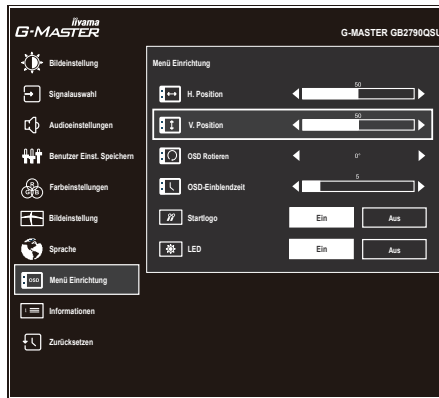 iiyama
G-MASTER
G-MASTER GB2790QSU
Bildeinstellung
Signalauswahl
Audioeinstellungen
Benutzer Einst. Speichern
R
G B
Farbeinstellungen
Bildeinstellung
Sprache
OSD
Menü Einrichtung
i
Informationen
Zurücksetzen
Menü Einrichtung
H. Position
50
V. Position
50
OSD Rotieren
0°
OSD-Einblendzeit
5
Startlogo
Ein
Aus
LED
Ein
Aus